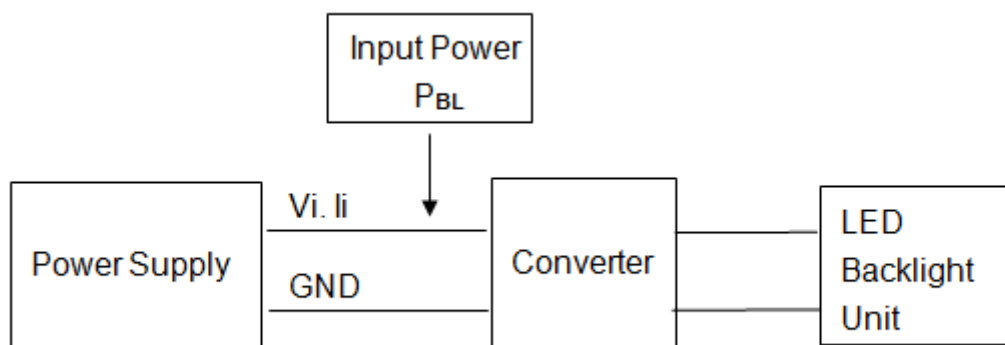 Input Power
PBL
Vi. Ii
Power Supply
GND
Converter
LED
Backlight
Unit